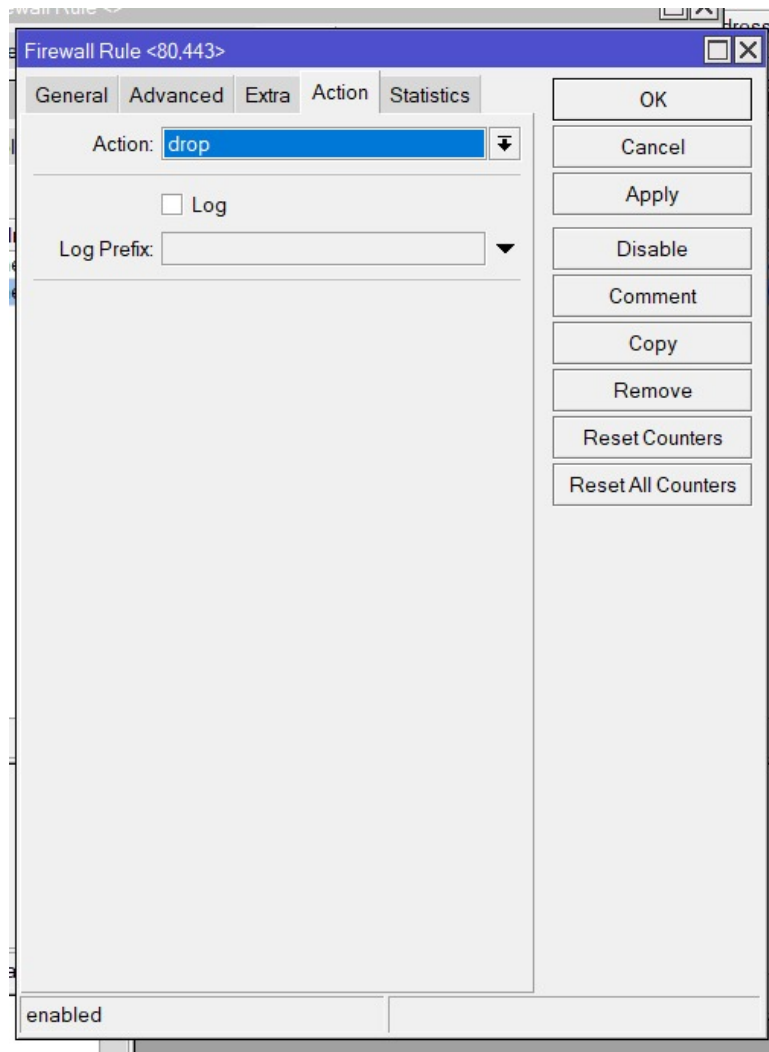 Firewall Rule <80,443>
General Advanced Extra Action Statistics
Action: drop
Log
Log Prefix:
OK
Cancel
Apply
Disable
Comment
Copy
Remove
Reset Counters
Reset All Counters
enabled